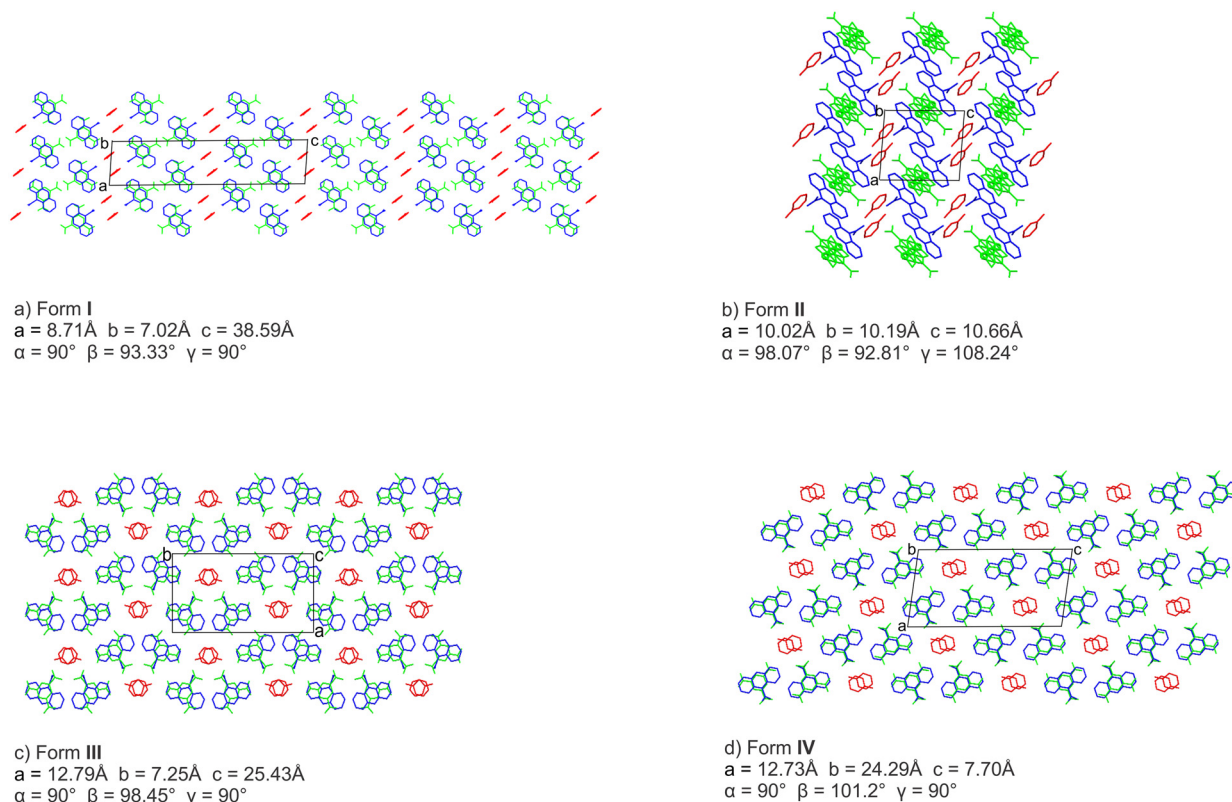 b
c
a
a) Form I
a = 8.71Å b = 7.02Å c = 38.59Å
α = 90° β = 93.33° γ = 90°
b
c
a
b) Form II
a = 10.02Å b = 10.19Å c = 10.66Å
α = 98.07° β = 92.81° γ = 108.24°
b
c
a
c) Form III
a = 12.79Å b = 7.25Å c = 25.43Å
α = 90° β = 98.45° γ = 90°
b
c
a
d) Form IV
a = 12.73Å b = 24.29Å c = 7.70Å
α = 90° β = 101.2° γ = 90°